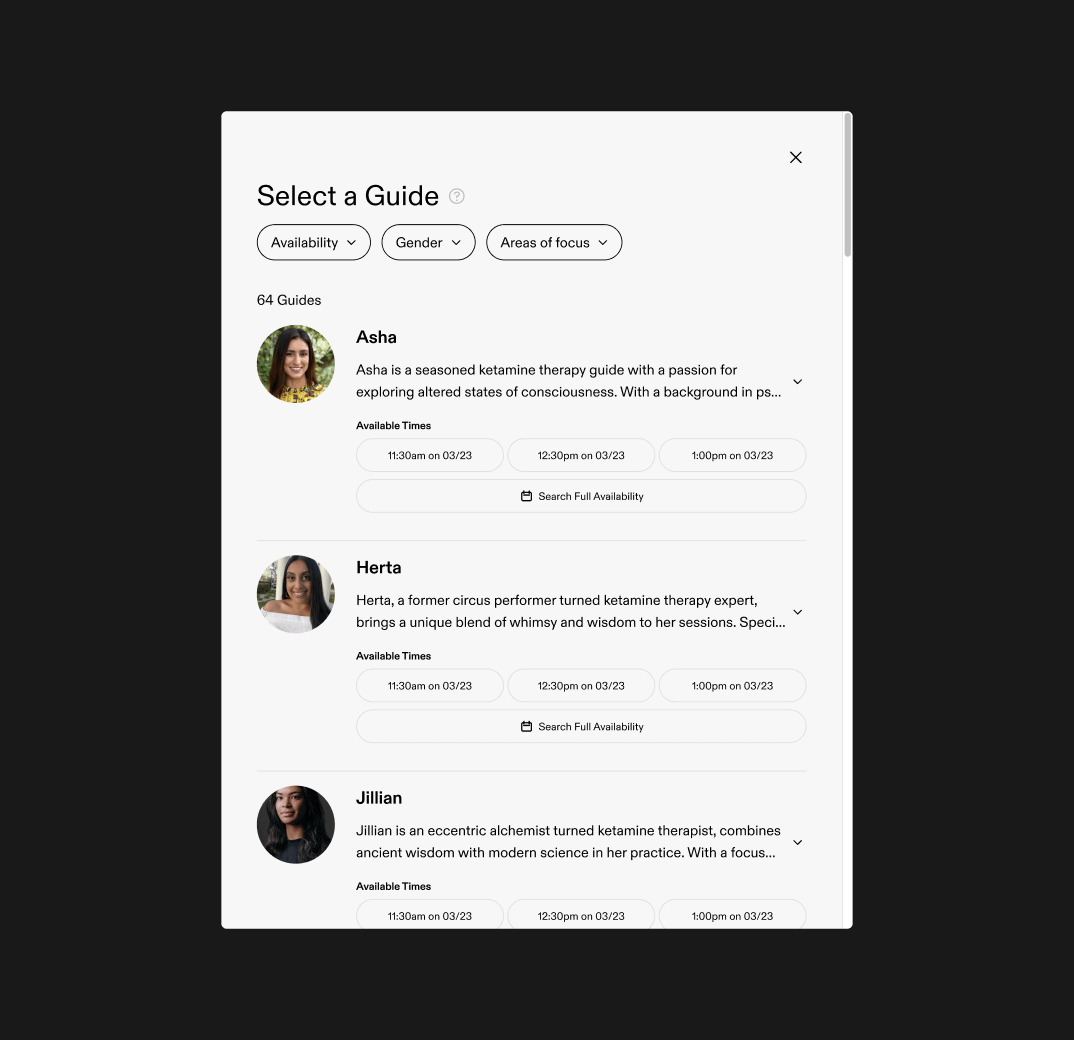 Select a Guide ?
Availability
Gender
Areas of focus
64 Guides
Asha
Asha is a seasoned ketamine therapy guide with a passion for
exploring altered states of consciousness. With a background in ps...
Available Times
11:30am on 03/23
12:30pm on 03/23
1:00pm on 03/23
Search Full Availability
Herta
Herta, a former circus performer turned ketamine therapy expert,
brings a unique blend of whimsy and wisdom to her sessions. Speci...
Available Times
11:30am on 03/23
12:30pm on 03/23
1:00pm on 03/23
Search Full Availability
Jillian
Jillian is an eccentric alchemist turned ketamine therapist, combines
ancient wisdom with modern science in her practice. With a focus...
Available Times
11:30am on 03/23
12:30pm on 03/23
1:00pm on 03/23